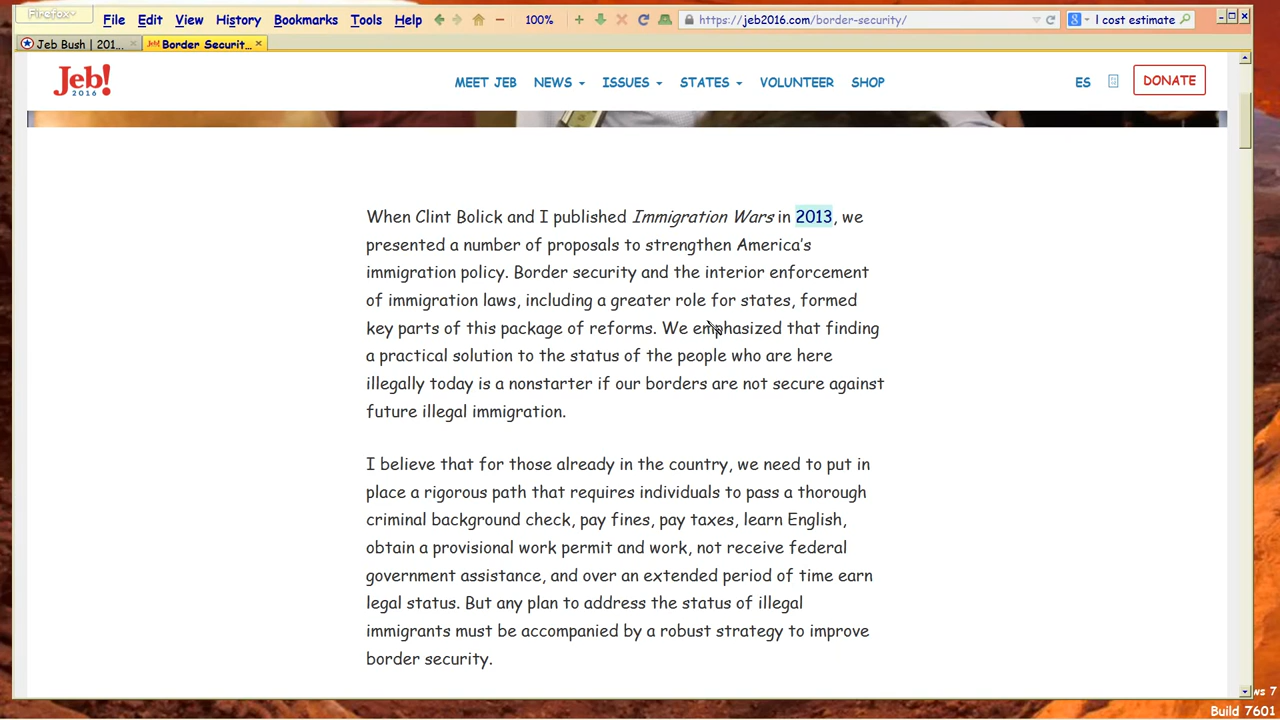 Firefox
File Edit View History Bookmarks Tools Help 100% https://jeb2016.com/border-security/ I cost estimate
Jeb Bush | 201... Border Securit...
Jeb!
2016
MEET JEB NEWS ISSUES STATES VOLUNTEER SHOP ES DONATE
When Clint Bolick and I published Immigration Wars in 2013, we
presented a number of proposals to strengthen America's
immigration policy. Border security and the interior enforcement
of immigration laws, including a greater role for states, formed
key parts of this package of reforms. We emphasized that finding
a practical solution to the status of the people who are here
illegally today is a nonstarter if our borders are not secure against
future illegal immigration.
I believe that for those already in the country, we need to put in
place a rigorous path that requires individuals to pass a thorough
criminal background check, pay fines, pay taxes, learn English,
obtain a provisional work permit and work, not receive federal
government assistance, and over an extended period of time earn
legal status. But any plan to address the status of illegal
immigrants must be accompanied by a robust strategy to improve
border security.
ws 7
Build 7601